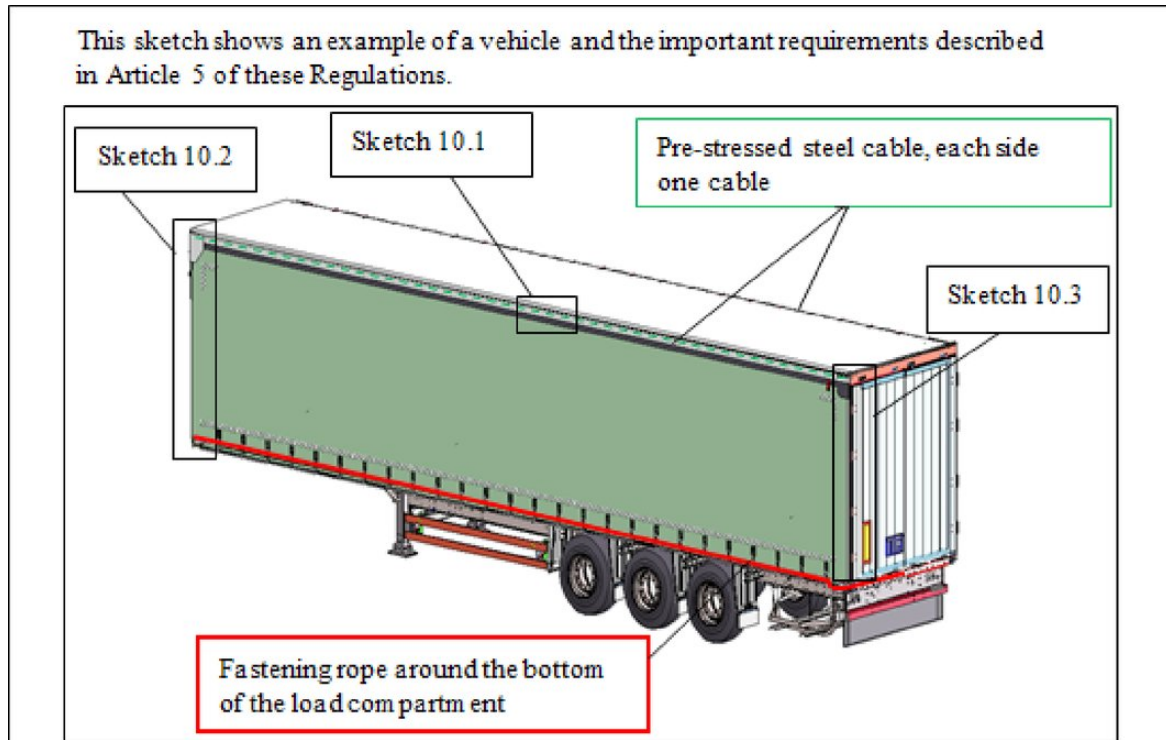 This sketch shows an example of a vehicle and the important requirements described
in Article 5 of these Regulations.
Sketch 10.2
Sketch 10.1
Pre-stressed steel cable, each side
one cable
Sketch 10.3
Fastening rope around the bottom
of the load compartment